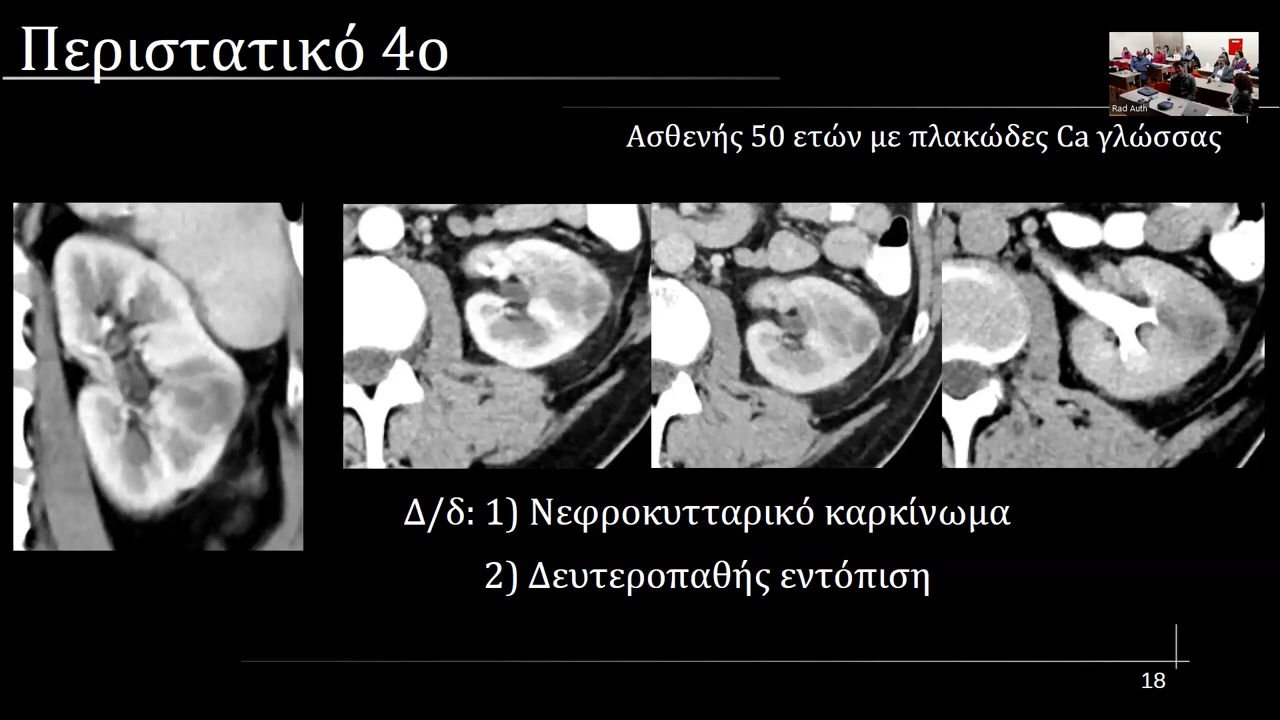 Περιστατικό 4ο
Rad Auth
Ασθενής 50 ετών με πλακώδες Ca γλώσσας
Δ/δ: 1) Νεφροκυτταρικό καρκίνωμα
2) Δευτεροπαθής εντόπιση
18